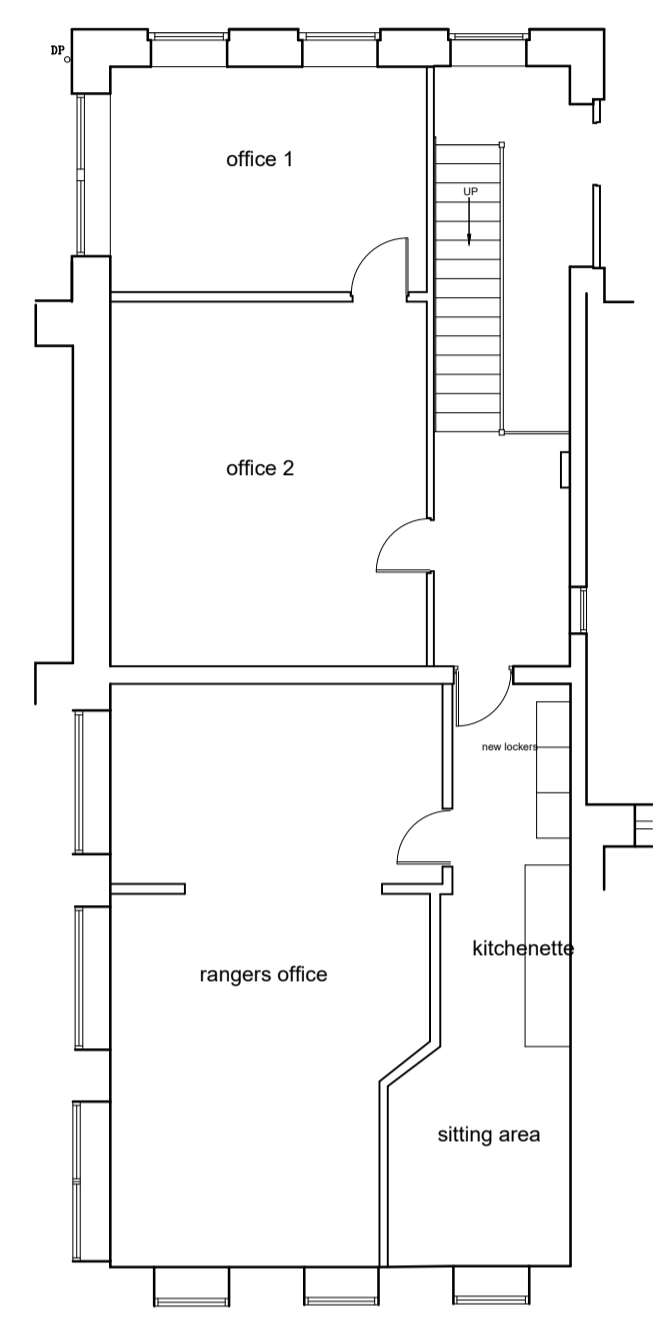 DP
office 1
UP
office 2
new lockers
kitchenette
rangers office
sitting area